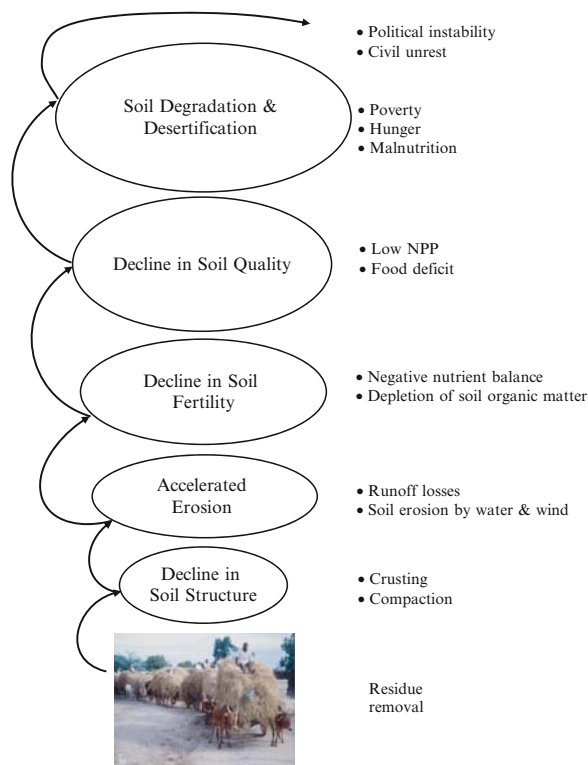 • Political instability
• Civil unrest
Soil Degradation &
Desertification
• Poverty
• Hunger
• Malnutrition
Decline in Soil Quality
• Low NPP
• Food deficit
Decline in Soil
Fertility
• Negative nutrient balance
• Depletion of soil organic matter
Accelerated
Erosion
• Runoff losses
• Soil erosion by water & wind
Decline in
Soil Structure
• Crusting
• Compaction
Residue
removal